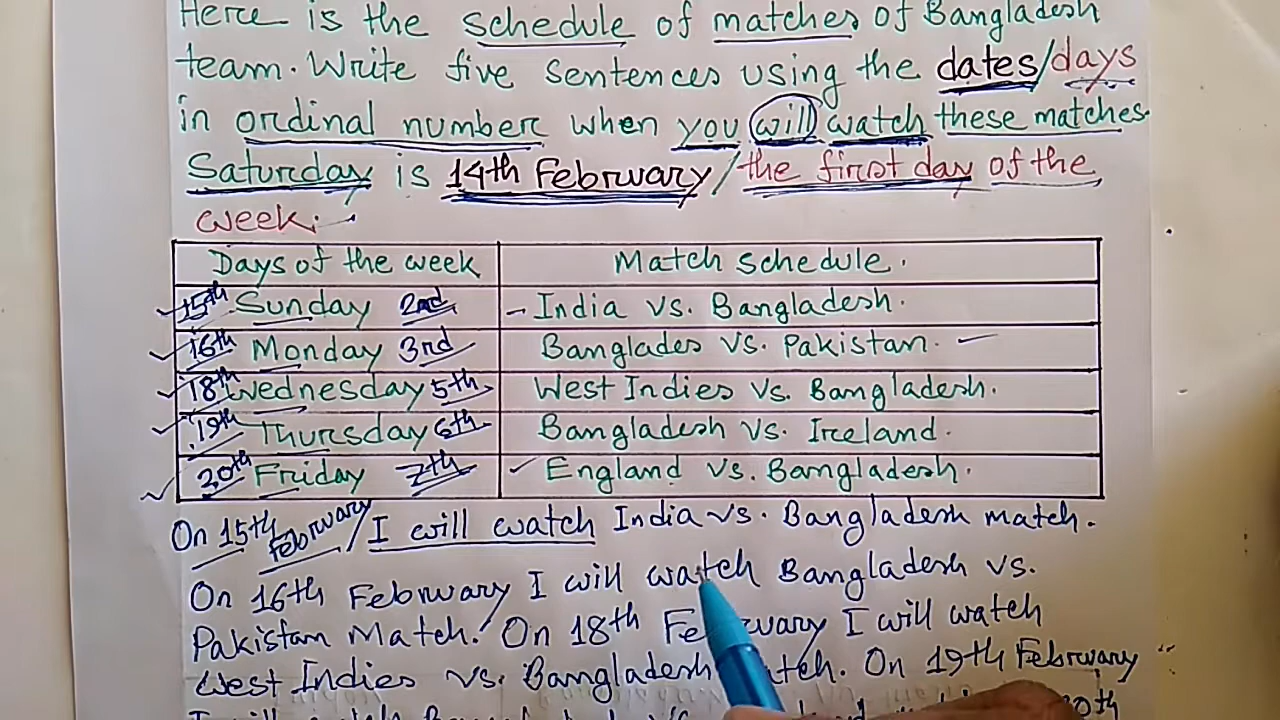 Here is the schedule of matches of Bangladesh
team. Write five sentences using the dates/days
in ordinal number when you will watch these matches.
Saturday is 14th February/the first day of the
week:
Days of the week Match schedule.
15th Sunday 2nd - India vs. Bangladesh.
16th Monday 3rd Banglades vs. Pakistan.
18th Wednesday 5th West Indies vs. Bangladesh.
19th Thursday 6th Bangladesh vs. Ireland.
20th Friday 7th England vs. Bangladesh.
On 15th February/I will watch India vs. Bangladesh match.
On 16th February I will watch Bangladesh vs.
Pakistan Match. On 18th February I will watch
West Indies vs. Bangladesh match. On 19th February
I will